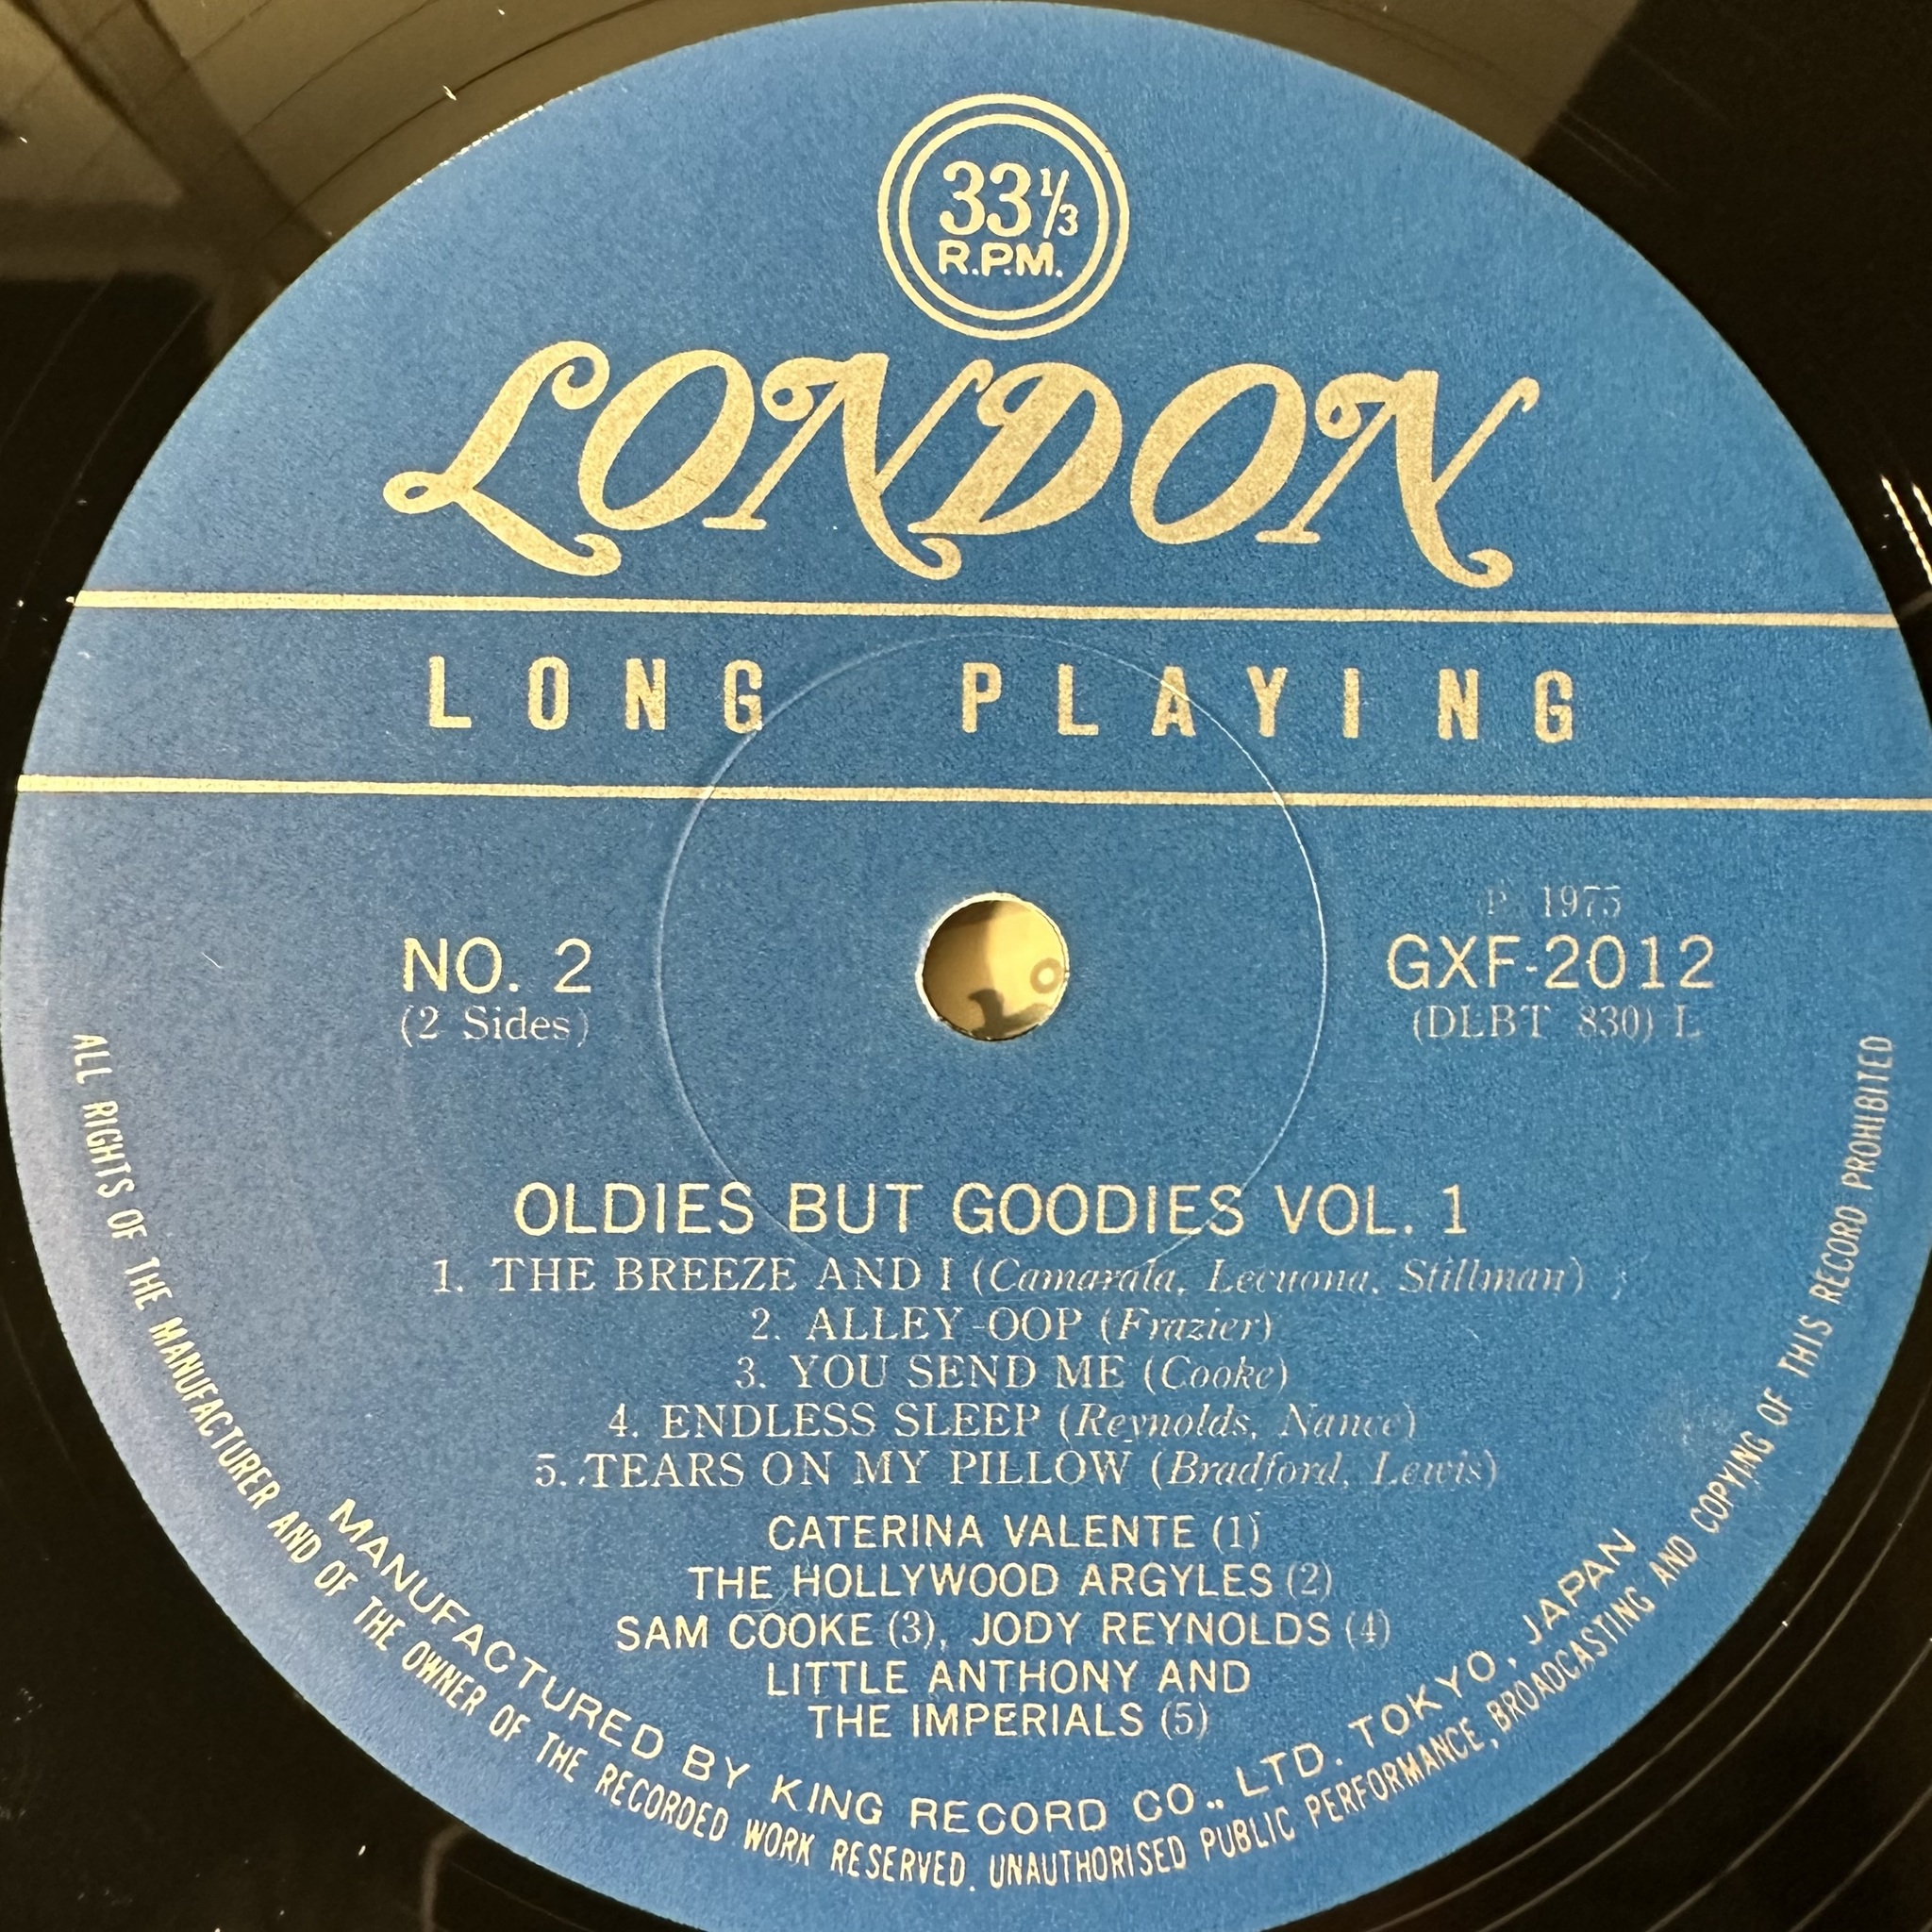 33 1/3
R.P.M.
LONDON
LONG PLAYING
NO. 2
(2 Sides)
P 1975
GXF-2012
(DLBT 830) L
OLDIES BUT GOODIES VOL. 1
1. THE BREEZE AND I (Camarata, Lecuona, Stillman)
2. ALLEY-OOP (Frazier)
3. YOU SEND ME (Cooke)
4. ENDLESS SLEEP (Reynolds, Nance)
5. TEARS ON MY PILLOW (Bradford, Lewis)
CATERINA VALENTE (1)
THE HOLLYWOOD ARGYLES (2)
SAM COOKE (3), JODY REYNOLDS (4)
LITTLE ANTHONY AND
THE IMPERIALS (5)
MANUFACTURED BY KING RECORD CO., LTD. TOKYO, JAPAN
ALL RIGHTS OF THE MANUFACTURER AND OF THE OWNER OF THE RECORDED WORK RESERVED. UNAUTHORISED PUBLIC PERFORMANCE, BROADCASTING AND COPYING OF THIS RECORD PROHIBITED